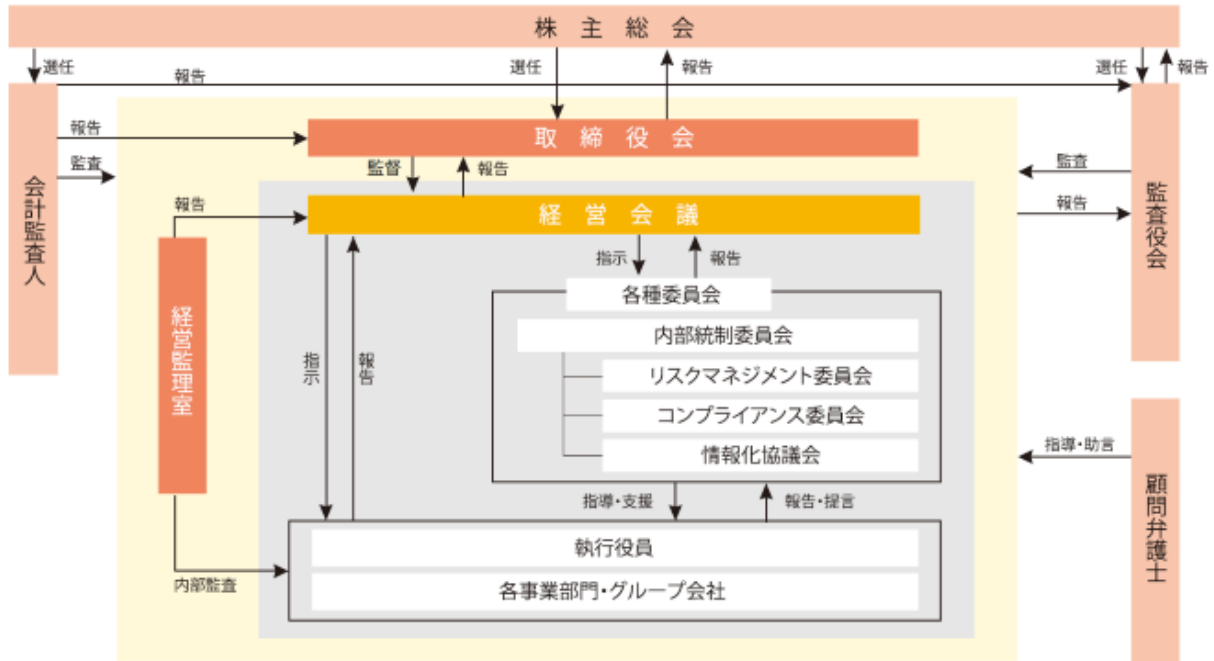 株主総会
選任
報告
選任
報告
選任
報告
報告
取締役会
監査
監督
報告
監査
報告
経営会議
報告
会計監査人
監査役会
指示
報告
各種委員会
内部統制委員会
経営監理室
指示
報告
リスクマネジメント委員会
コンプライアンス委員会
情報化協議会
指導・助言
顧問弁護士
指導・支援
報告・提言
執行役員
内部監査
各事業部門・グループ会社